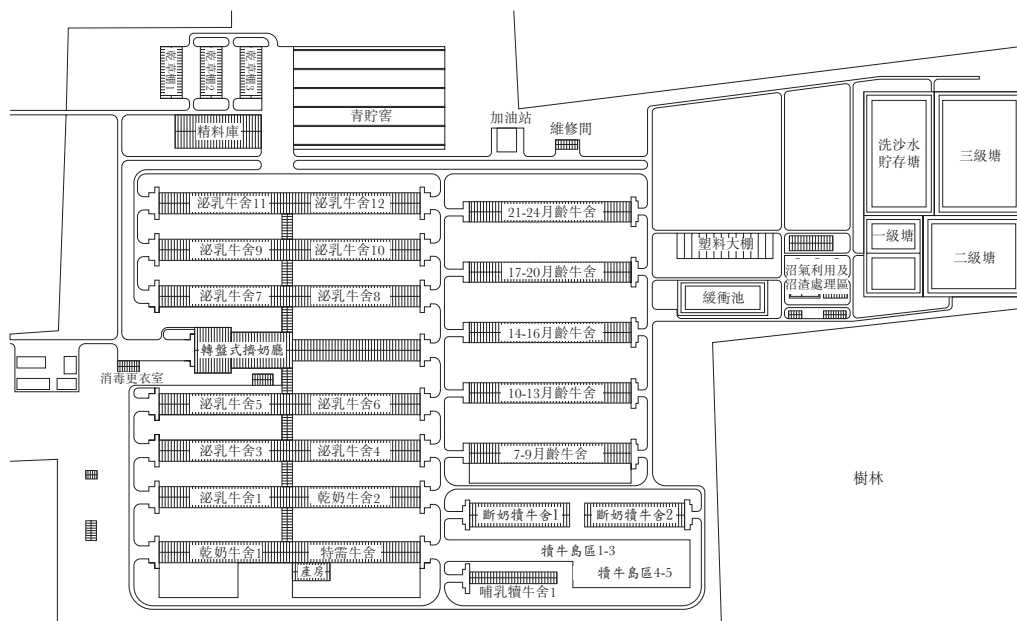 乾草棚1
乾草棚2
乾草棚3
青貯窖
精料庫
加油站
維修間
洗沙水
貯存塘
三級塘
泌乳牛舍11
泌乳牛舍12
21-24月齡牛舍
一級塘
二級塘
塑料大棚
泌乳牛舍9
泌乳牛舍10
17-20月齡牛舍
沼氣利用及
沼渣處理區
泌乳牛舍7
泌乳牛舍8
緩衝池
14-16月齡牛舍
轉盤式擠奶廳
消毒更衣室
10-13月齡牛舍
泌乳牛舍5
泌乳牛舍6
泌乳牛舍3
泌乳牛舍4
7-9月齡牛舍
樹林
泌乳牛舍1
乾奶牛舍2
斷奶犢牛舍1
斷奶犢牛舍2
乾奶牛舍1
特需牛舍
犢牛島區1-3
產房
犢牛島區4-5
哺乳犢牛舍1